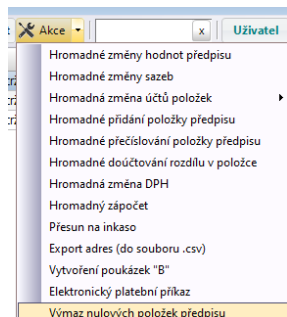 Akce x Uživatel
Hromadné změny hodnot předpisu
Hromadné změny sazeb
Hromadná změna účtů položek
Hromadné přidání položky předpisu
Hromadné přečíslování položky předpisu
Hromadné doúčtování rozdílu v položce
Hromadná změna DPH
Hromadný zápočet
Přesun na inkaso
Export adres (do souboru .csv)
Vytvoření poukázek "B"
Elektronický platební příkaz
Výmaz nulových položek předpisu